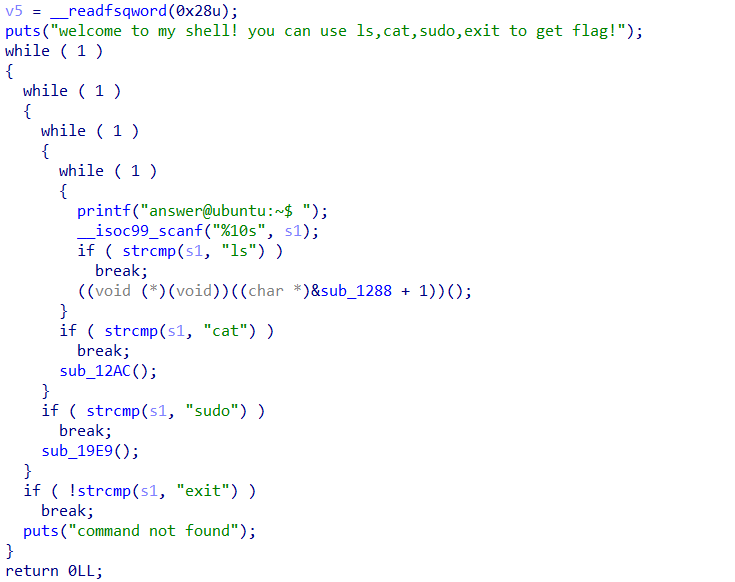 v5 = __readfsqword(0x28u);
puts("welcome to my shell! you can use ls,cat,sudo,exit to get flag!");
while ( 1 )
{
  while ( 1 )
  {
    while ( 1 )
    {
      while ( 1 )
      {
        printf("answer@ubuntu:~$ ");
        __isoc99_scanf("%10s", s1);
        if ( strcmp(s1, "ls") )
          break;
        ((void (*)(void))((char *)&sub_1288 + 1))();
      }
      if ( strcmp(s1, "cat") )
        break;
      sub_12AC();
    }
    if ( strcmp(s1, "sudo") )
      break;
    sub_19E9();
  }
  if ( !strcmp(s1, "exit") )
    break;
  puts("command not found");
}
return 0LL;